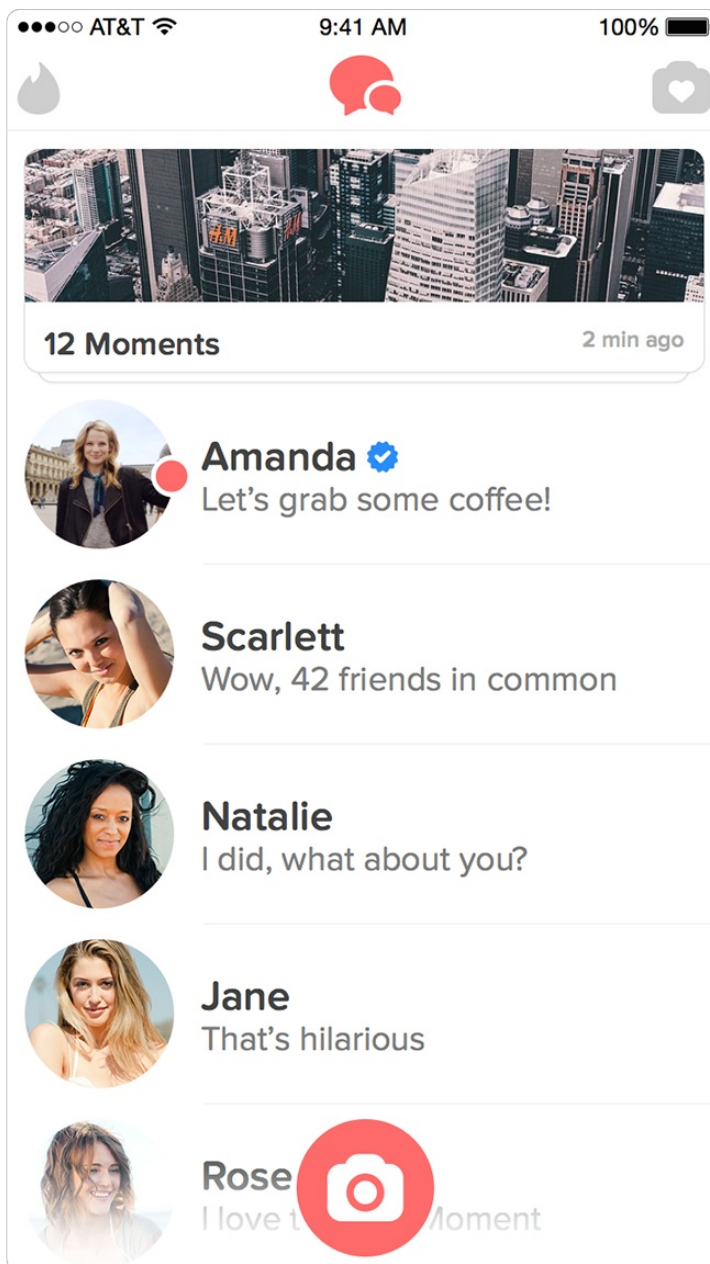 AT&T 9:41 AM 100%
H&M
12 Moments 2 min ago
Amanda
Let's grab some coffee!
Scarlett
Wow, 42 friends in common
Natalie
I did, what about you?
Jane
That's hilarious
Rose
I love t Moment